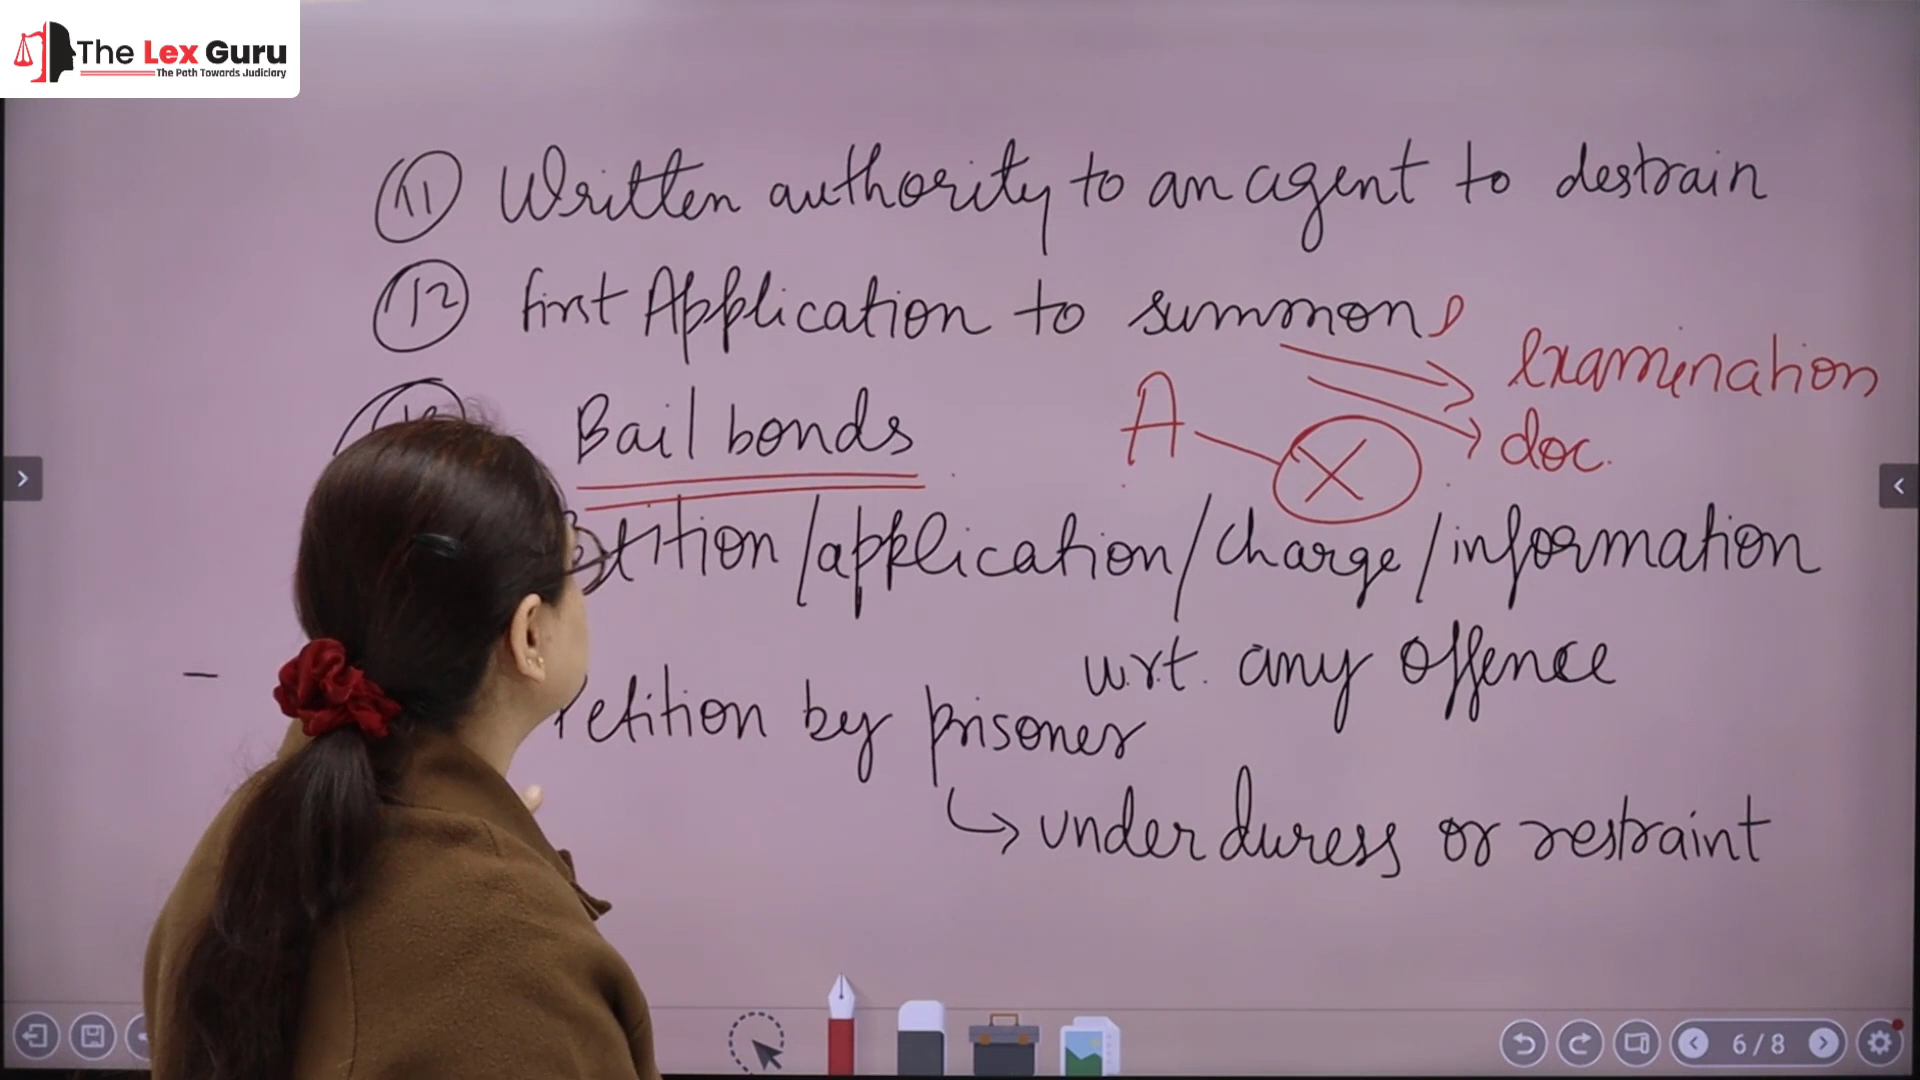 The Lex Guru
The Path Towards Judiciary
11 Written authority to an agent to destrain
12 first Application to summons
examination
doc.
A X
Bail bonds
tition / application / charge / information
w.r.t. any offence
Petition by prisoner
↳ under duress or restraint
6 / 8